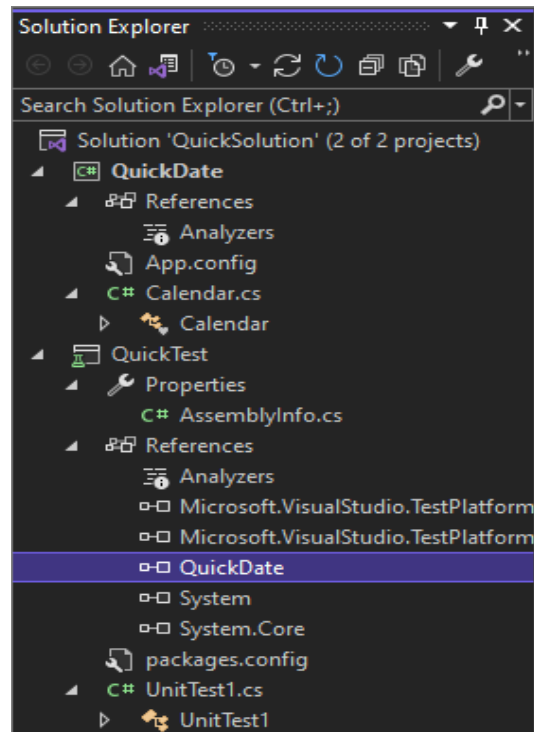 Solution Explorer
Search Solution Explorer (Ctrl+;)
Solution 'QuickSolution' (2 of 2 projects)
C# QuickDate
References
Analyzers
App.config
C# Calendar.cs
Calendar
QuickTest
Properties
C# AssemblyInfo.cs
References
Analyzers
Microsoft.VisualStudio.TestPlatform
Microsoft.VisualStudio.TestPlatform
QuickDate
System
System.Core
packages.config
C# UnitTest1.cs
UnitTest1